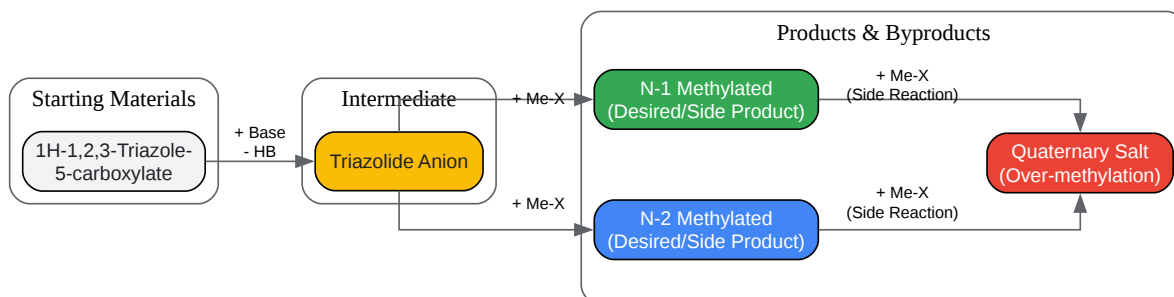 Products & Byproducts
Starting Materials
Intermediate
1H-1,2,3-Triazole-
5-carboxylate
+ Base
- HB
Triazolide Anion
+ Me-X
+ Me-X
N-1 Methylated
(Desired/Side Product)
N-2 Methylated
(Desired/Side Product)
+ Me-X
(Side Reaction)
+ Me-X
(Side Reaction)
Quaternary Salt
(Over-methylation)